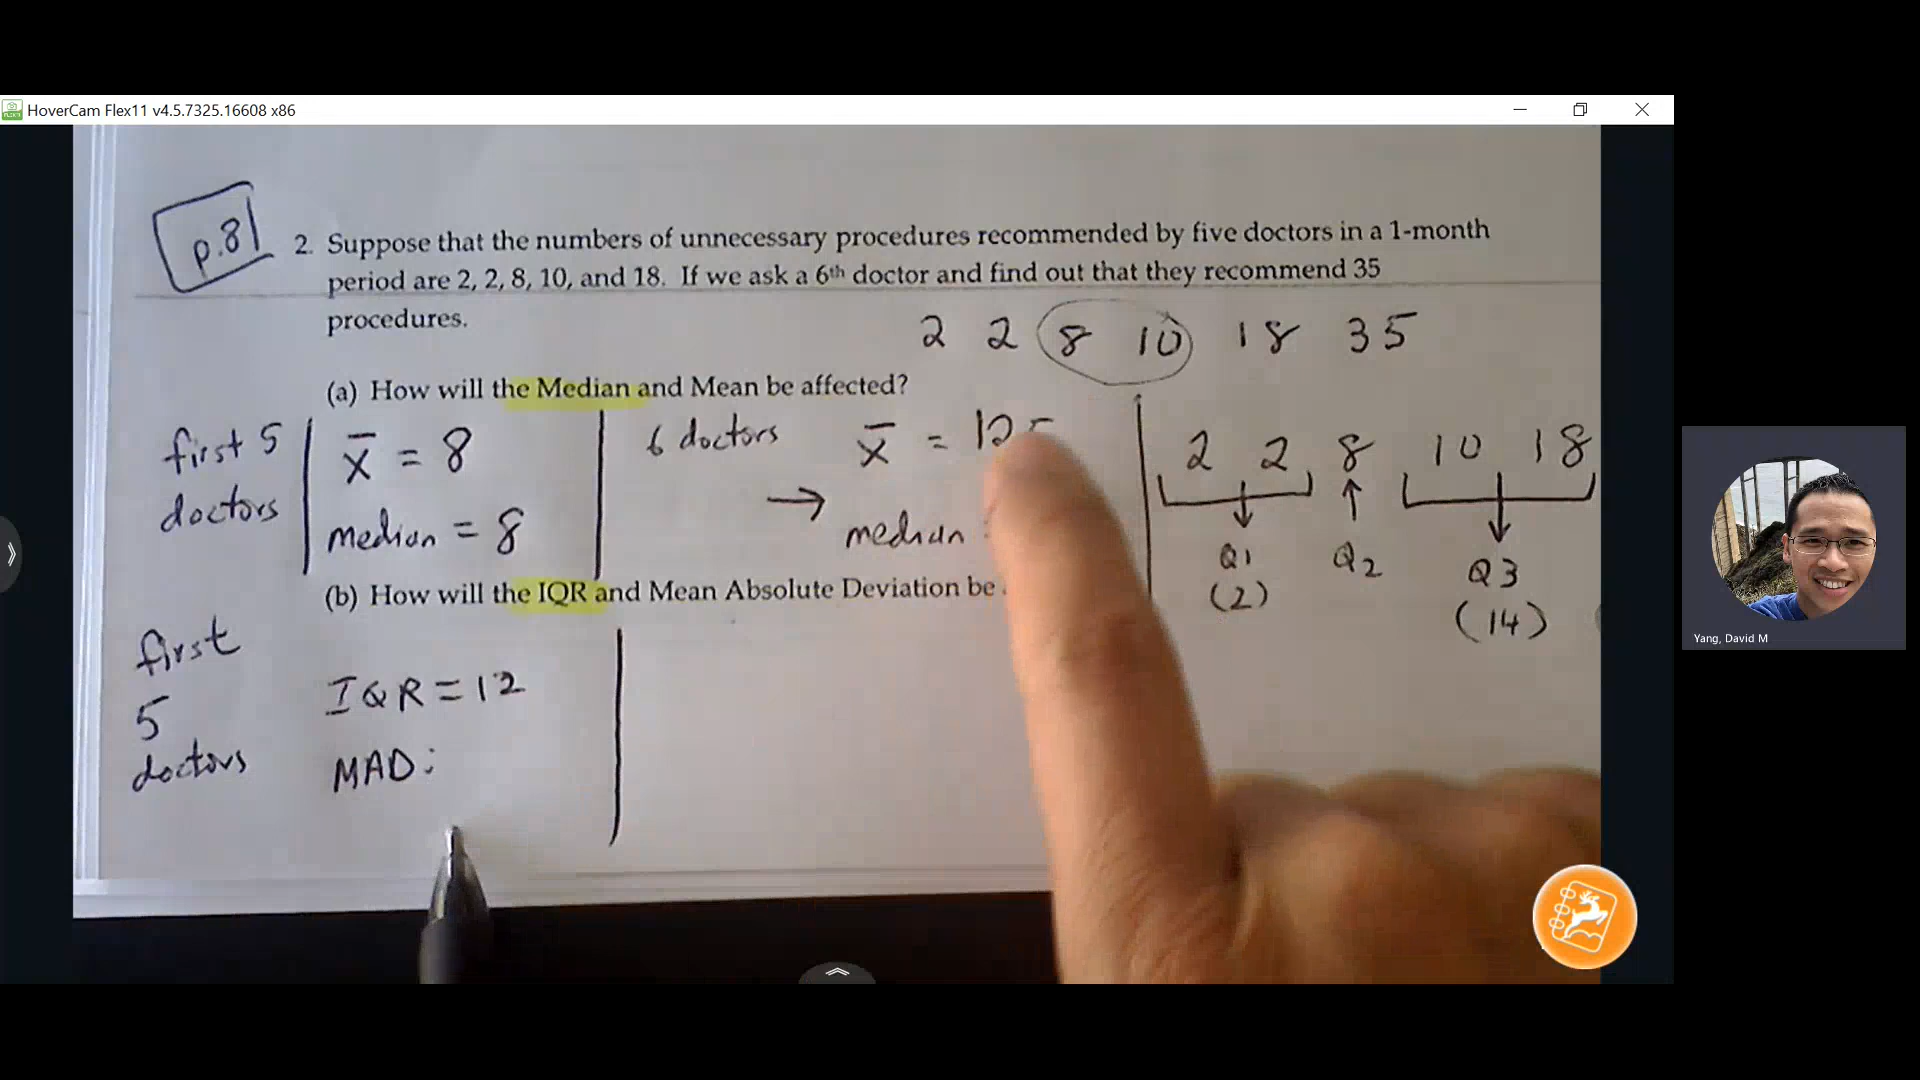 HoverCam Flex11 v4.5.7325.16608 x86
p.8
2. Suppose that the numbers of unnecessary procedures recommended by five doctors in a 1-month
period are 2, 2, 8, 10, and 18. If we ask a 6th doctor and find out that they recommend 35
procedures.
2 2 8 10 18 35
(a) How will the Median and Mean be affected?
first 5
doctors
x̄ = 8
median = 8
6 doctors
→
x̄ = 12
median
2 2 8 10 18
Q1
(2)
Q2
Q3
(14)
(b) How will the IQR and Mean Absolute Deviation be
first
5
doctors
IQR = 12
MAD:
Yang, David M